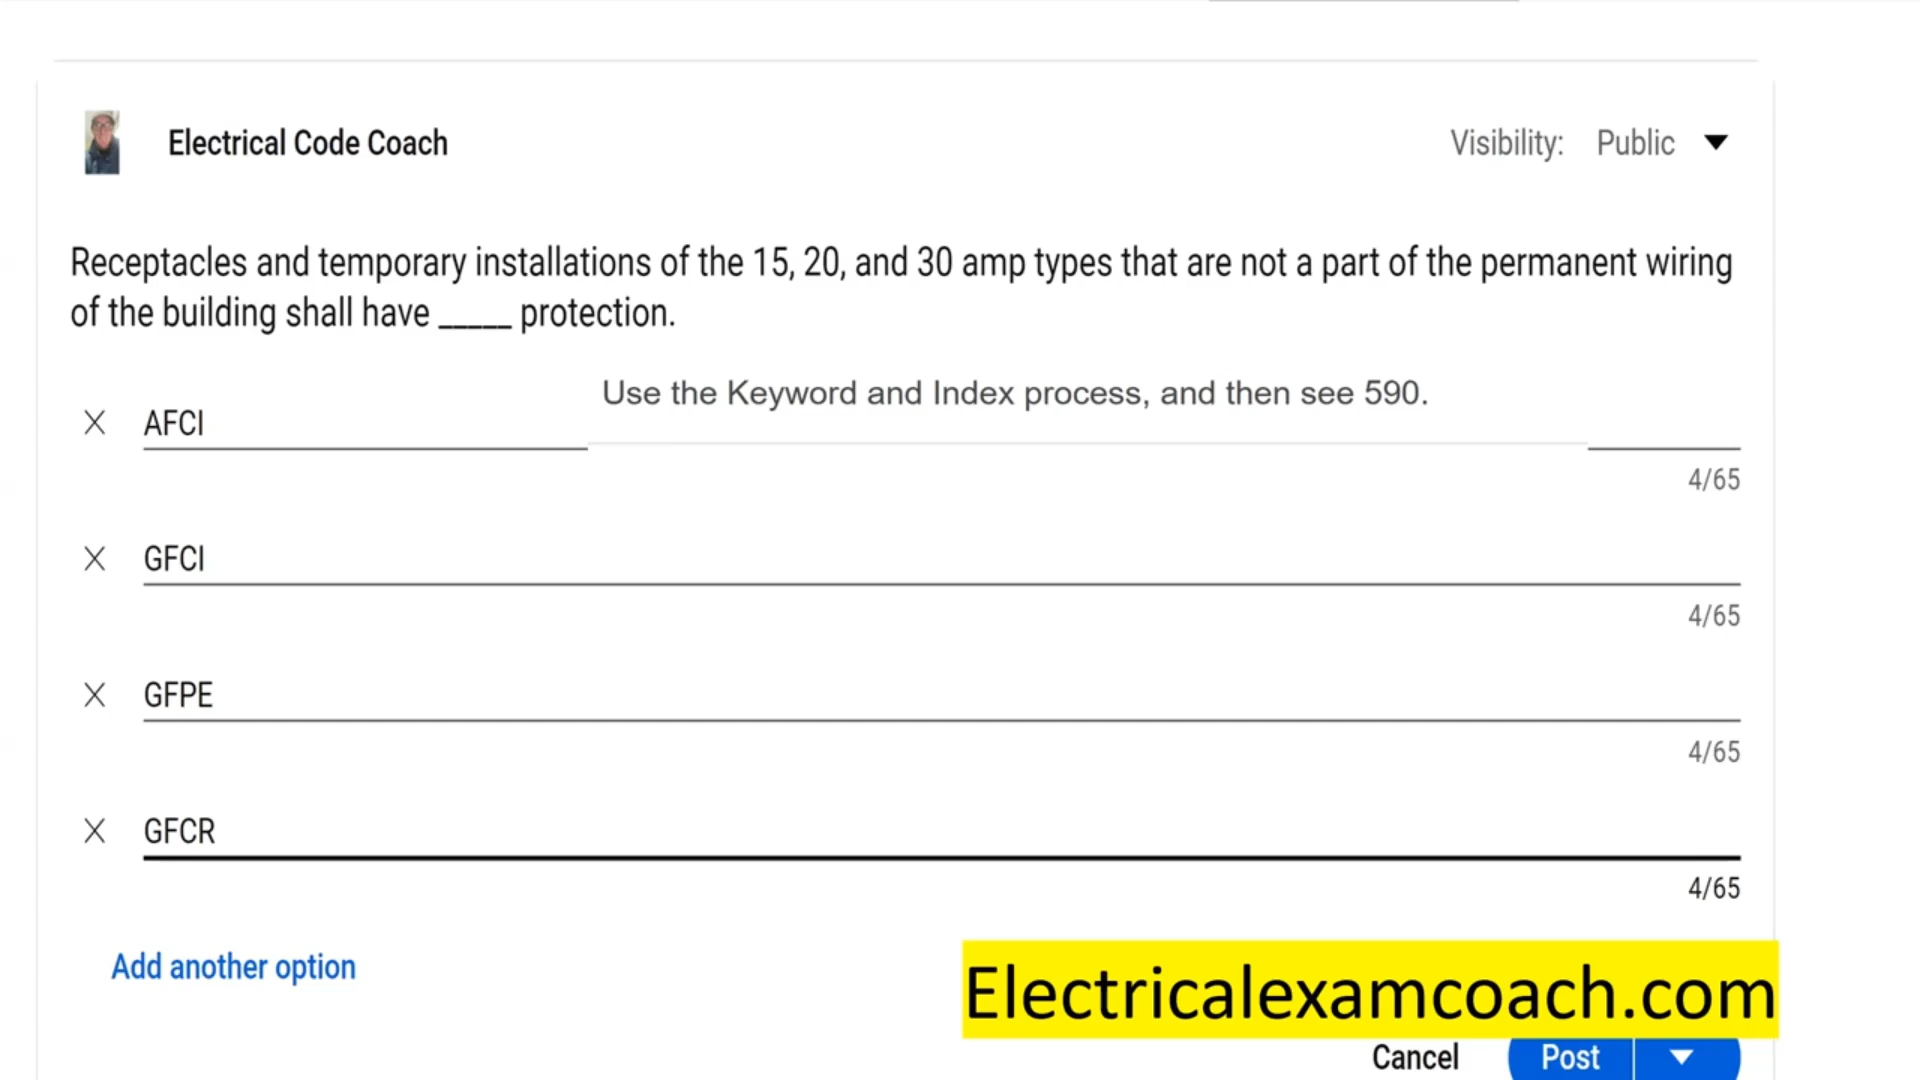 Electrical Code Coach
Visibility: Public
Receptacles and temporary installations of the 15, 20, and 30 amp types that are not a part of the permanent wiring
of the building shall have _____ protection.
Use the Keyword and Index process, and then see 590.
X AFCI
4/65
X GFCI
4/65
X GFPE
4/65
X GFCR
4/65
Add another option
Electricalexamcoach.com
Cancel Post